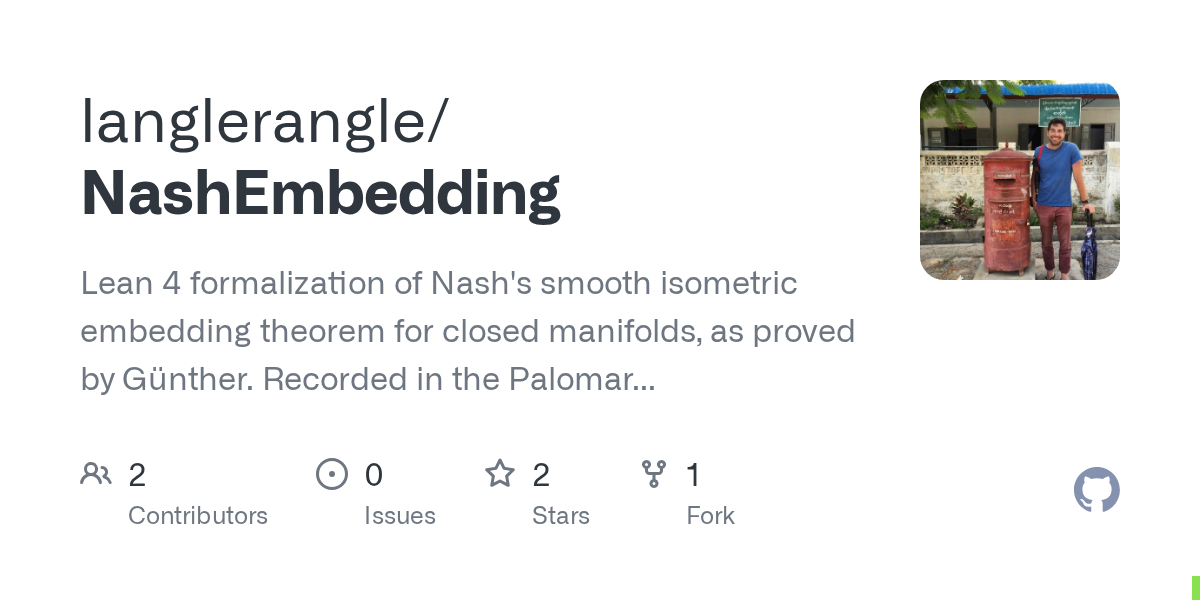 langlerangle/
NashEmbedding
Lean 4 formalization of Nash's smooth isometric
embedding theorem for closed manifolds, as proved
by Günther. Recorded in the Palomar...
2
Contributors
0
Issues
2
Stars
1
Fork